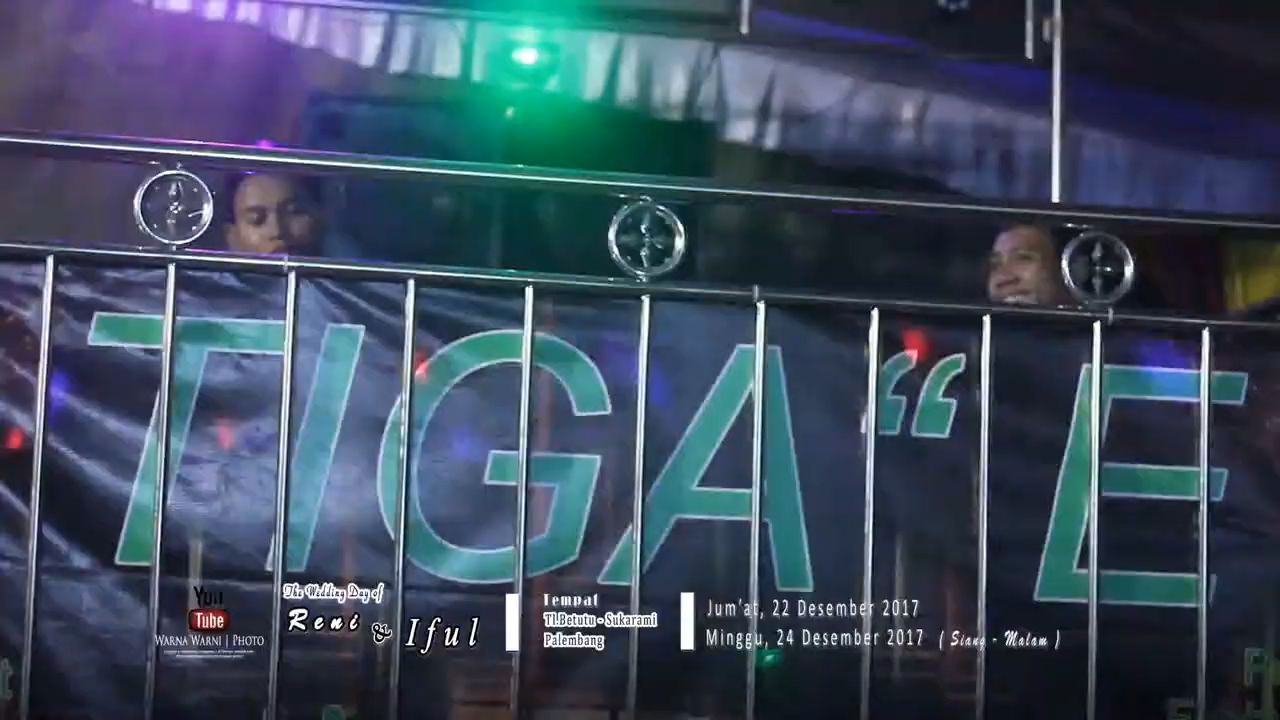 TIGA“ E
You
Tube
WARNA WARNI | PHOTO
The Wedding Day of
Reni & Iful
Tempat
Tl.Betutu - Sukarami
Palembang
Jum'at, 22 Desember 2017
Minggu, 24 Desember 2017 ( Siang - Malam )